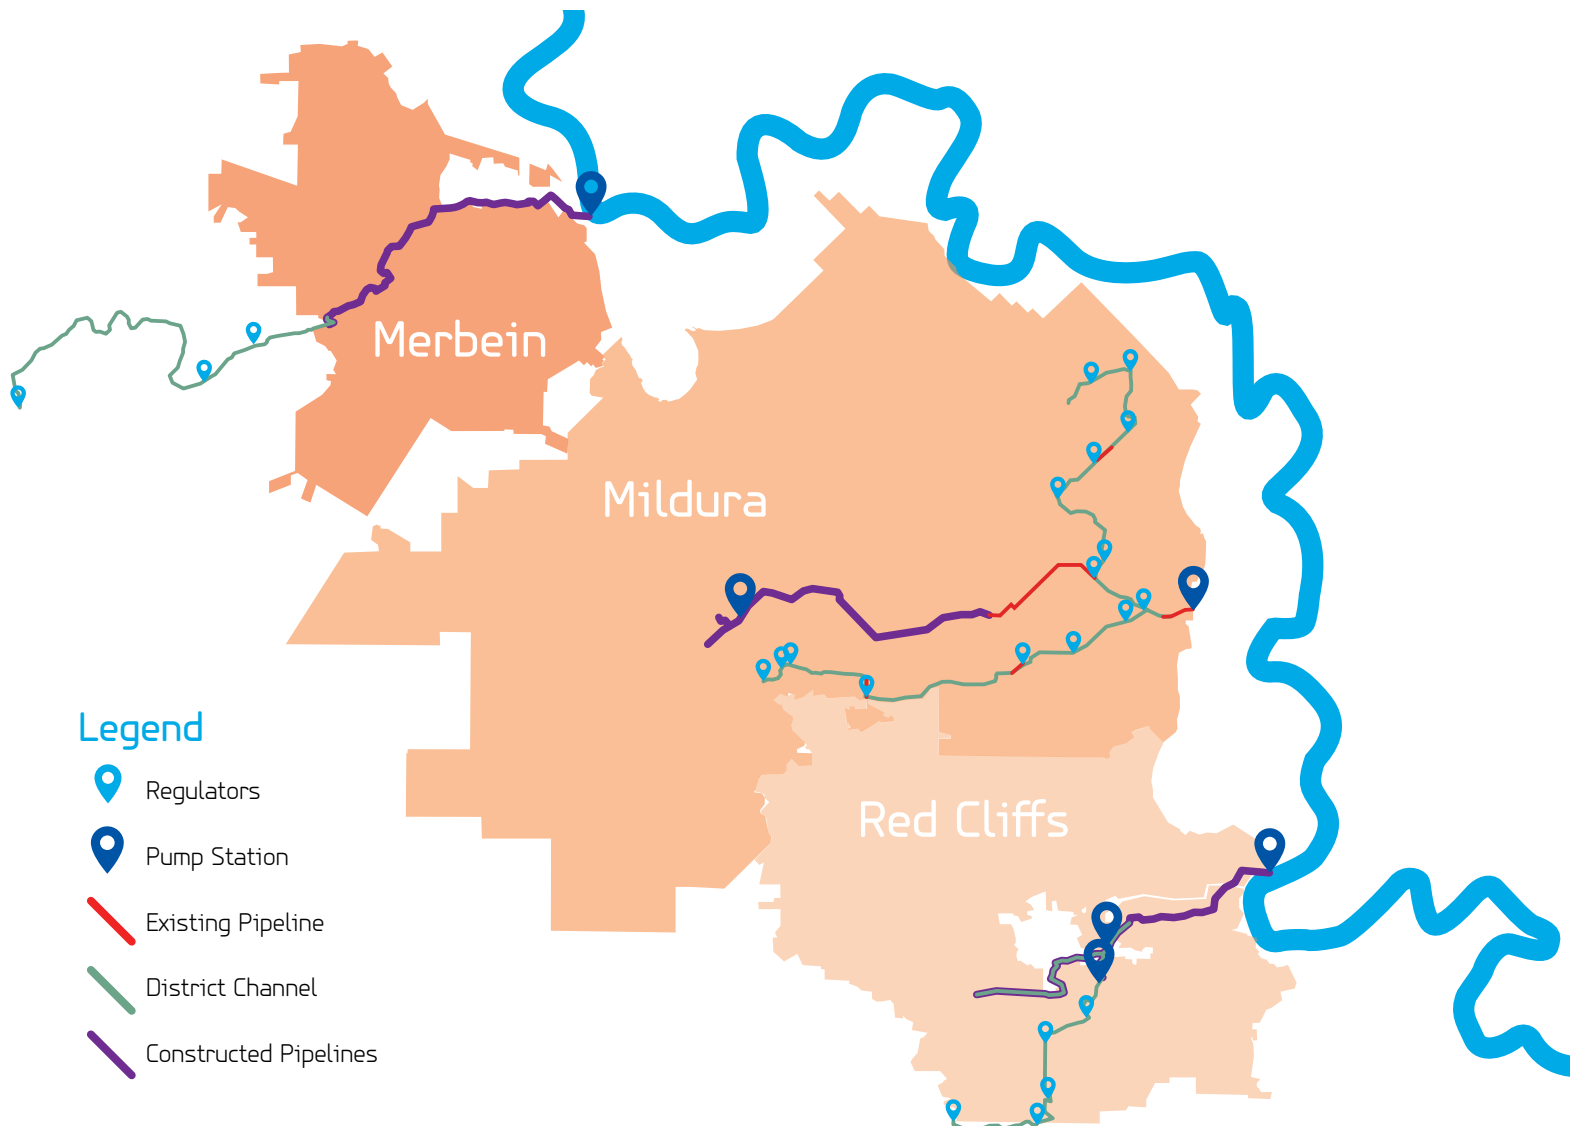 Merbein
Mildura
Red Cliffs
Legend
Regulators
Pump Station
Existing Pipeline
District Channel
Constructed Pipelines